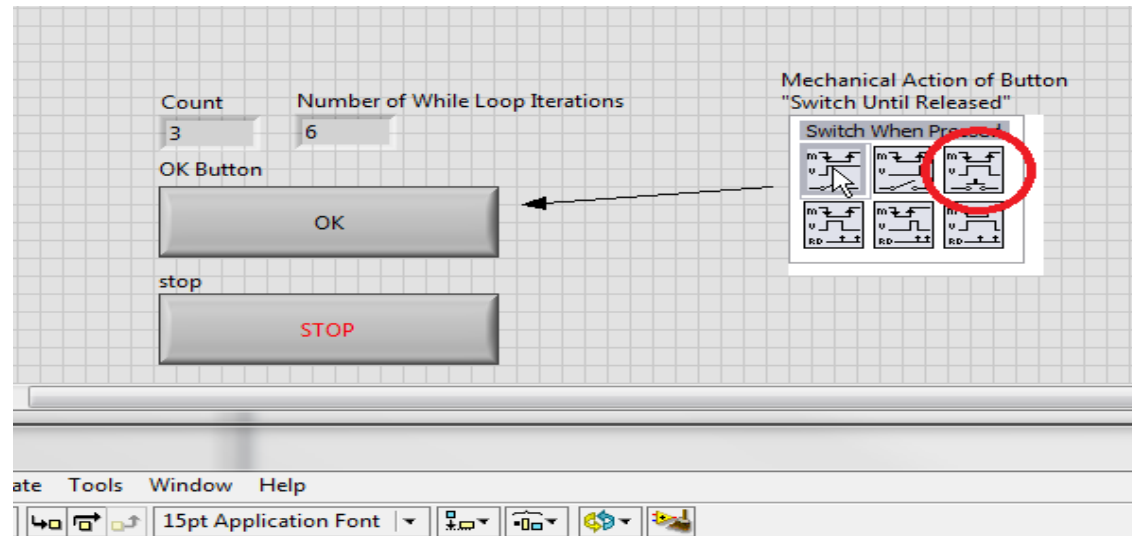 Mechanical Action of Button
"Switch Until Released"
Count
Number of While Loop Iterations
3
6
Switch When Pressed
OK Button
OK
stop
STOP
ate Tools Window Help
15pt Application Font